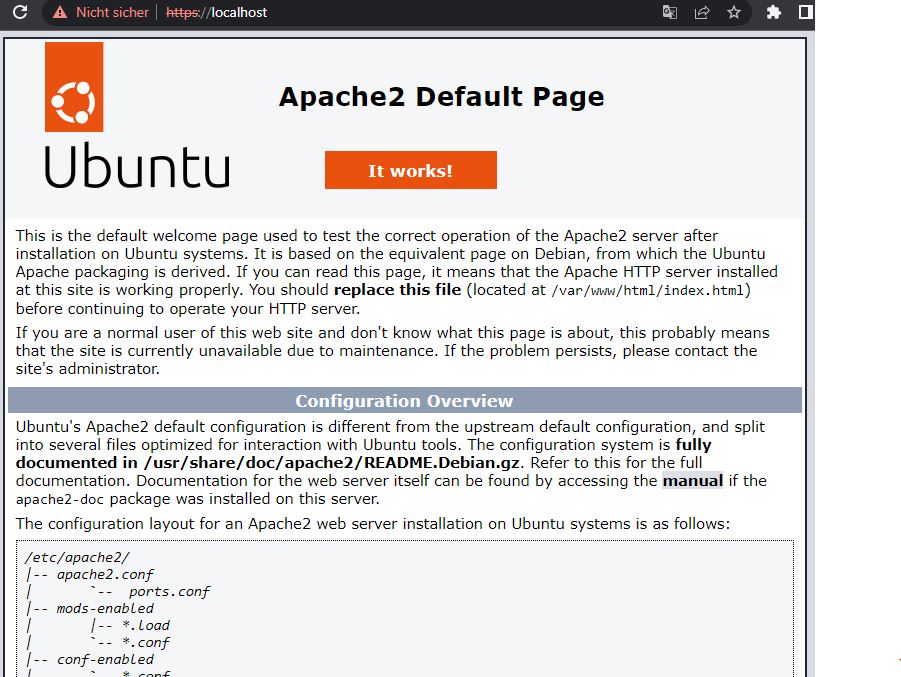 Nicht sicher | https://localhost
Ubuntu
Apache2 Default Page
It works!
This is the default welcome page used to test the correct operation of the Apache2 server after
installation on Ubuntu systems. It is based on the equivalent page on Debian, from which the Ubuntu
Apache packaging is derived. If you can read this page, it means that the Apache HTTP server installed
at this site is working properly. You should replace this file (located at /var/www/html/index.html)
before continuing to operate your HTTP server.
If you are a normal user of this web site and don't know what this page is about, this probably means
that the site is currently unavailable due to maintenance. If the problem persists, please contact the
site's administrator.
Configuration Overview
Ubuntu's Apache2 default configuration is different from the upstream default configuration, and split
into several files optimized for interaction with Ubuntu tools. The configuration system is fully
documented in /usr/share/doc/apache2/README.Debian.gz. Refer to this for the full
documentation. Documentation for the web server itself can be found by accessing the manual if the
apache2-doc package was installed on this server.
The configuration layout for an Apache2 web server installation on Ubuntu systems is as follows:
/etc/apache2/
|-- apache2.conf
|       `--  ports.conf
|-- mods-enabled
|       |-- *.load
|       `-- *.conf
|-- conf-enabled
|       `-- *.conf